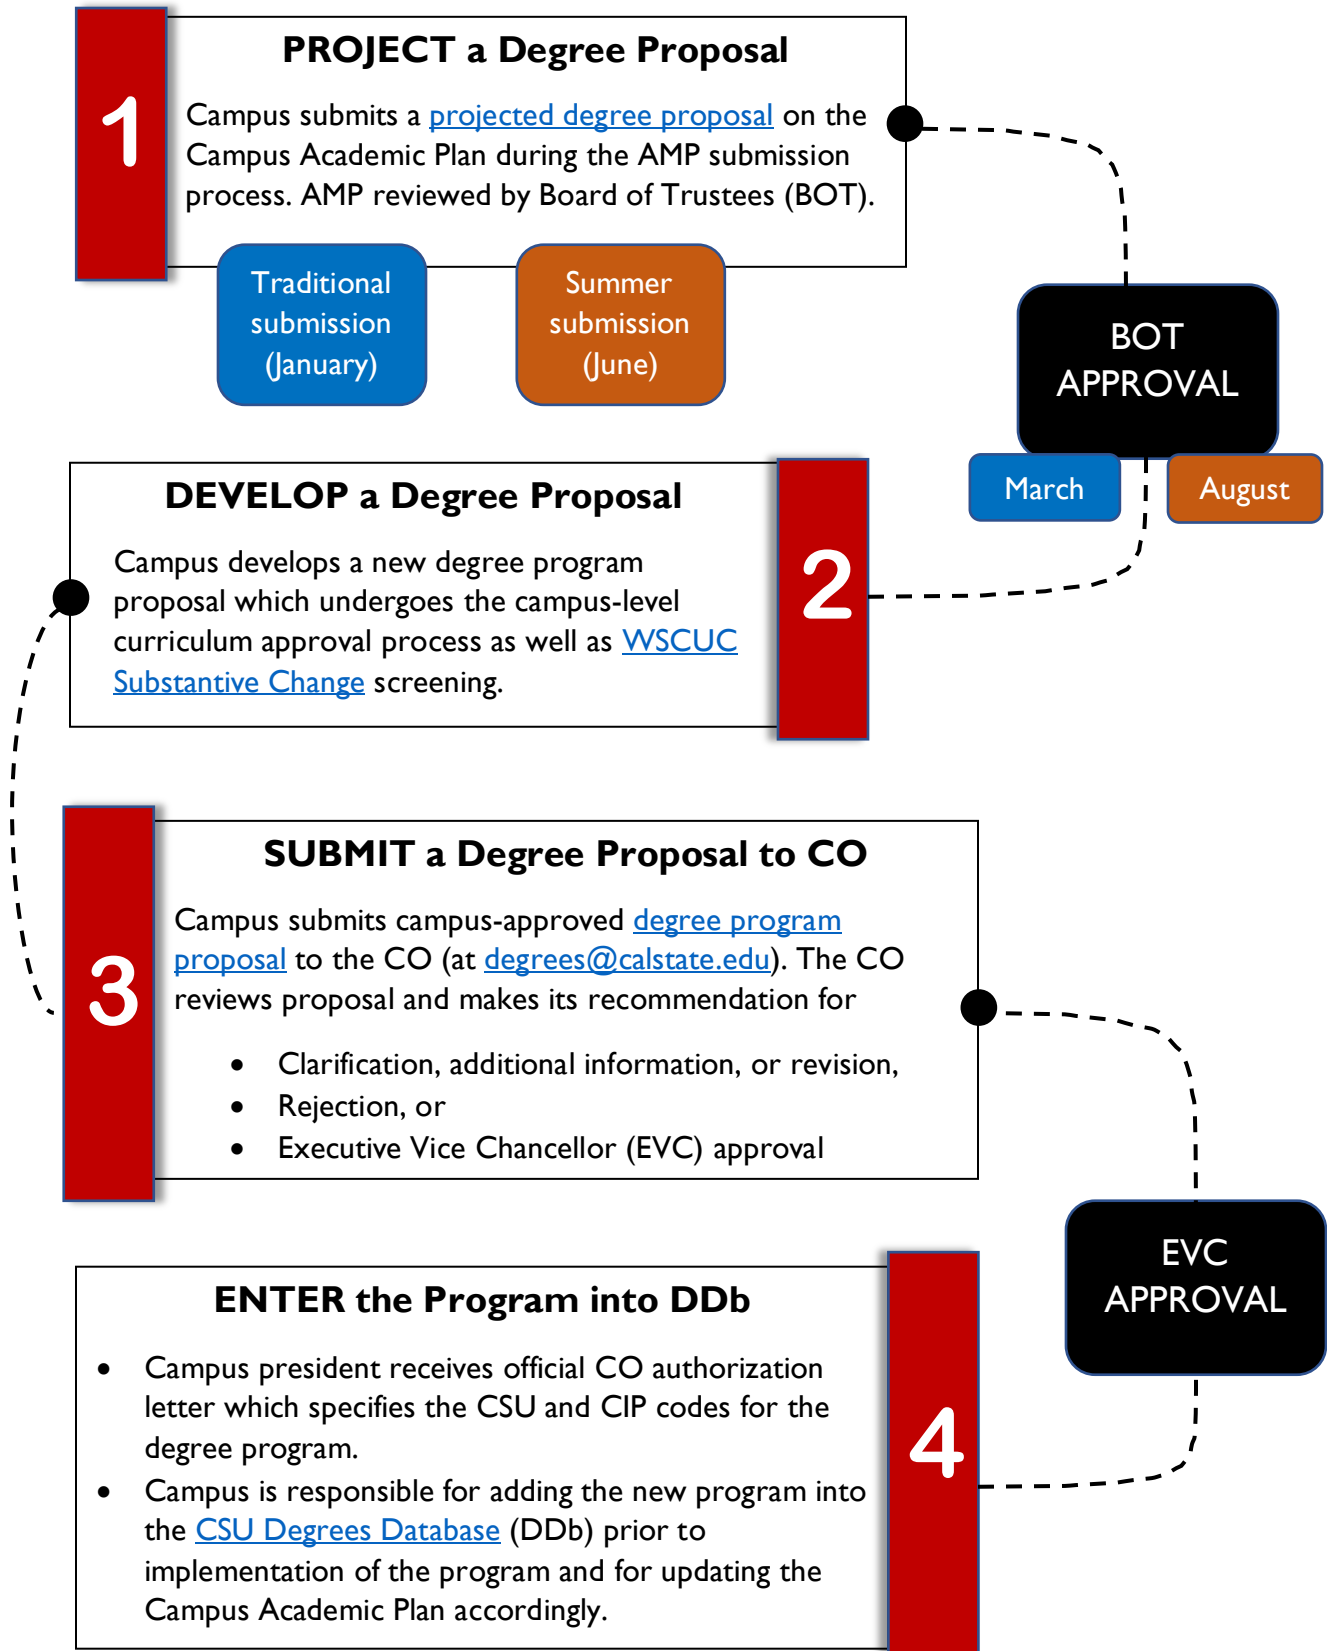 1
PROJECT a Degree Proposal
Campus submits a projected degree proposal on the
Campus Academic Plan during the AMP submission
process. AMP reviewed by Board of Trustees (BOT).
Traditional
submission
(January)
Summer
submission
(June)
BOT
APPROVAL
March
August
DEVELOP a Degree Proposal
Campus develops a new degree program
proposal which undergoes the campus-level
curriculum approval process as well as WSCUC
Substantive Change screening.
2
3
SUBMIT a Degree Proposal to CO
Campus submits campus-approved degree program
proposal to the CO (at degrees@calstate.edu). The CO
reviews proposal and makes its recommendation for
• Clarification, additional information, or revision,
• Rejection, or
• Executive Vice Chancellor (EVC) approval
EVC
APPROVAL
ENTER the Program into DDb
• Campus president receives official CO authorization
letter which specifies the CSU and CIP codes for the
degree program.
• Campus is responsible for adding the new program into
the CSU Degrees Database (DDb) prior to
implementation of the program and for updating the
Campus Academic Plan accordingly.
4